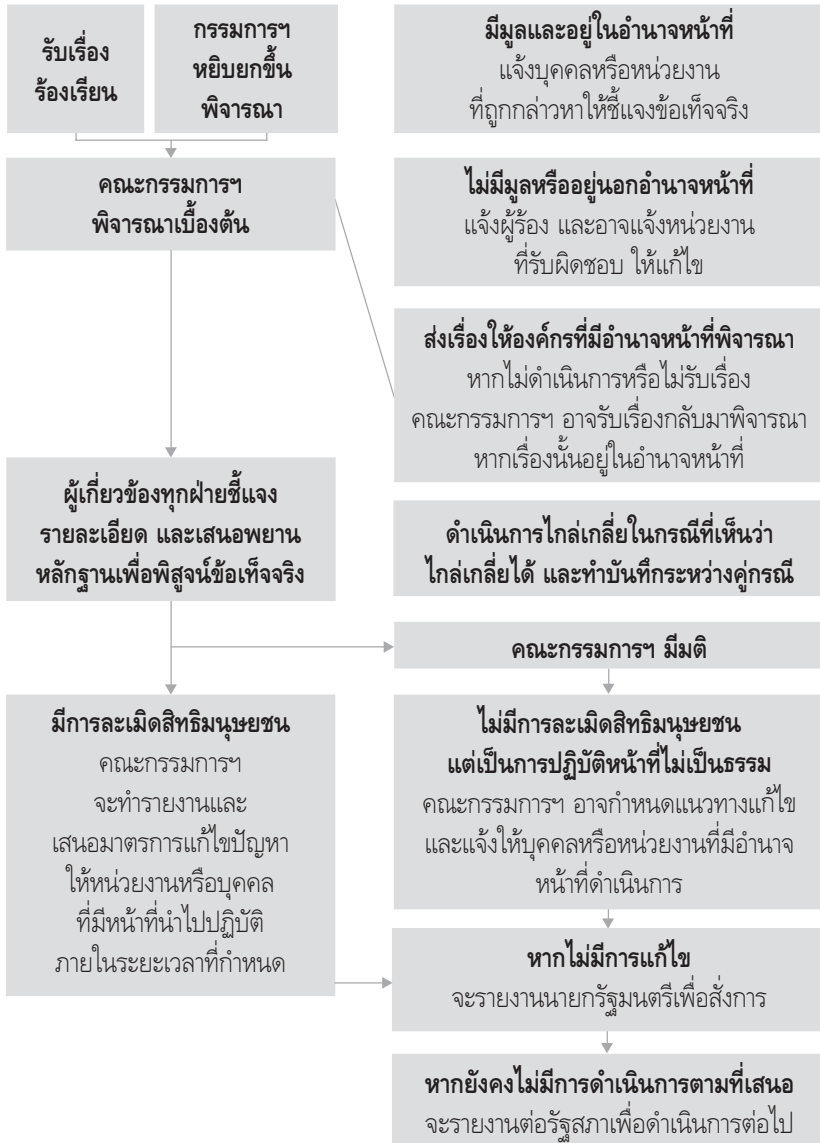 รับเรื่อง
ร้องเรียน
กรรมการฯ
หยิบยกขึ้น
พิจารณา
มีมูลและอยู่ในอำนาจหน้าที่
แจ้งบุคคลหรือหน่วยงาน
ที่ถูกกล่าวหาให้ชี้แจงข้อเท็จจริง
คณะกรรมการฯ
พิจารณาเบื้องต้น
ไม่มีมูลหรืออยู่นอกอำนาจหน้าที่
แจ้งผู้ร้อง และอาจแจ้งหน่วยงาน
ที่รับผิดชอบ ให้แก้ไข
ส่งเรื่องให้องค์กรที่มีอำนาจหน้าที่พิจารณา
หากไม่ดำเนินการหรือไม่รับเรื่อง
คณะกรรมการฯ อาจรับเรื่องกลับมาพิจารณา
หากเรื่องนั้นอยู่ในอำนาจหน้าที่
ผู้เกี่ยวข้องทุกฝ่ายชี้แจง
รายละเอียด และเสนอพยาน
หลักฐานเพื่อพิสูจน์ข้อเท็จจริง
ดำเนินการไกล่เกลี่ยในกรณีที่เห็นว่า
ไกล่เกลี่ยได้ และทำบันทึกระหว่างคู่กรณี
คณะกรรมการฯ มีมติ
มีการละเมิดสิทธิมนุษยชน
คณะกรรมการฯ
จะทำรายงานและ
เสนอมาตรการแก้ไขปัญหา
ให้หน่วยงานหรือบุคคล
ที่มีหน้าที่นำไปปฏิบัติ
ภายในระยะเวลาที่กำหนด
ไม่มีการละเมิดสิทธิมนุษยชน
แต่เป็นการปฏิบัติหน้าที่ไม่เป็นธรรม
คณะกรรมการฯ อาจกำหนดแนวทางแก้ไข
และแจ้งให้บุคคลหรือหน่วยงานที่มีอำนาจ
หน้าที่ดำเนินการ
หากไม่มีการแก้ไข
จะรายงานนายกรัฐมนตรีเพื่อสั่งการ
หากยังคงไม่มีการดำเนินการตามที่เสนอ
จะรายงานต่อรัฐสภาเพื่อดำเนินการต่อไป